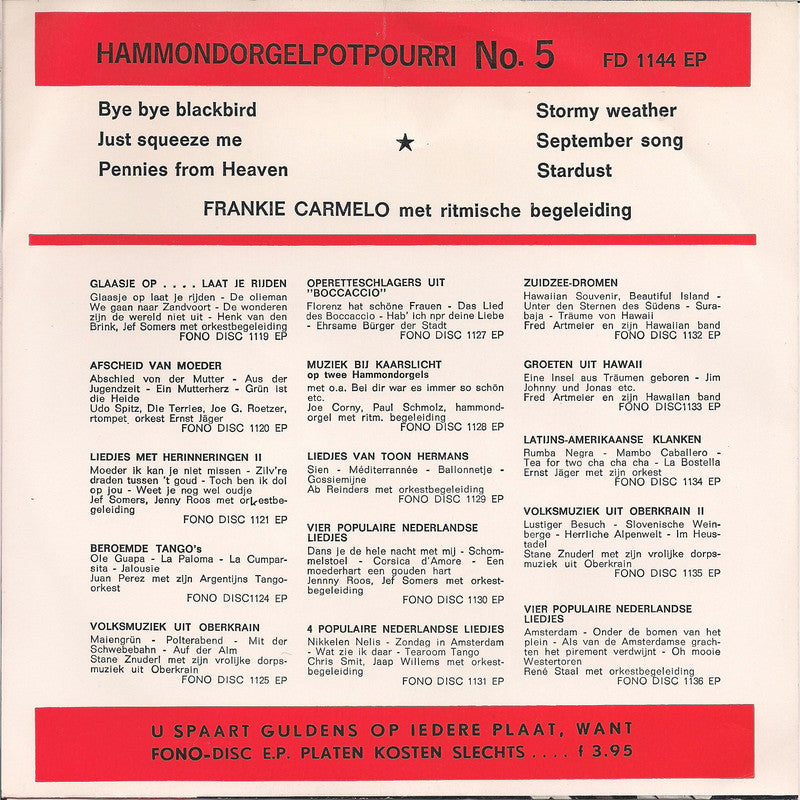 HAMMONDORGELPOTPOURRI No. 5 FD 1144 EP
Bye bye blackbird
Just squeeze me
Pennies from Heaven
★
Stormy weather
September song
Stardust
FRANKIE CARMELO met ritmische begeleiding
GLAASJE OP . . . . LAAT JE RIJDEN
Glaasje op laat je rijden - De olieman
We gaan naar Zandvoort - De wonderen
zijn de wereld niet uit - Henk van den
Brink, Jef Somers met orkestbegeleiding
FONO DISC 1119 EP
AFSCHEID VAN MOEDER
Abschied von der Mutter - Aus der
Jugendzeit - Ein Mutterherz - Grün ist
die Heide
Udo Spitz, Die Terries, Joe G. Roetzer,
rtompet, orkest Ernst Jäger
FONO DISC 1120 EP
LIEDJES MET HERINNERINGEN II
Moeder ik kan je niet missen - Zilv're
draden tussen 't goud - Toch ben ik dol
op jou - Weet je nog wel oudje
Jef Somers, Jenny Roos met orkestbe-
geleiding
FONO DISC 1121 EP
BEROEMDE TANGO's
Ole Guapa - La Paloma - La Cumpar-
sita - Jalousie
Juan Perez met zijn Argentijns Tango-
orkest
FONO DISC1124 EP
VOLKSMUZIEK UIT OBERKRAIN
Maiengrün - Polterabend - Mit der
Schwebebahn - Auf der Alm
Stane Znuderl met zijn vrolijke dorps-
muziek uit Oberkrain
FONO DISC 1125 EP
OPERETTESCHLAGERS UIT
"BOCCACCIO"
Florenz hat schöne Frauen - Das Lied
des Boccaccio - Hab' ich npr deine Liebe
- Ehrsame Bürger der Stadt
FONO DISC 1127 EP
MUZIEK BIJ KAARSLICHT
op twee Hammondorgels
met o.a. Bei dir war es immer so schön
etc.
Joe Corny, Paul Schmolz, hammond-
orgel met ritm. begeleiding
FONO DISC 1128 EP
LIEDJES VAN TOON HERMANS
Sien - Méditerrannée - Ballonnetje -
Gossiemijne
Ab Reinders met orkestbegeleiding
FONO DISC 1129 EP
VIER POPULAIRE NEDERLANDSE
LIEDJES
Dans je de hele nacht met mij - Schom-
melstoel - Corsica d'Amore - Een
moederhart een gouden hart
Jennny Roos, Jef Somers met orkest-
begeleiding
FONO DISC 1130 EP
4 POPULAIRE NEDERLANDSE LIEDJES
Nikkelen Nelis - Zondag in Amsterdam
- Wat zie ik daar - Tearoom Tango
Chris Smit, Jaap Willems met orkest-
begeleiding
FONO DISC 1131 EP
ZUIDZEE-DROMEN
Hawaiian Souvenir, Beautiful Island -
Unter den Sternen des Südens - Sura-
baja - Träume von Hawaii
Fred Artmeier en zijn Hawaiian band
FONO DISC 1132 EP
GROETEN UIT HAWAII
Eine Insel aus Träumen geboren - Jim
Johnny und Jonas etc.
Fred Artmeier en zijn Hawaiian band
FONO DISC1133 EP
LATIJNS-AMERIKAANSE KLANKEN
Rumba Negra - Mambo Caballero -
Tea for two cha cha cha - La Bostella
Ernst Jäger met zijn orkest
FONO DISC 1134 EP
VOLKSMUZIEK UIT OBERKRAIN II
Lustiger Besuch - Slovenische Wein-
berge - Herrliche Alpenwelt - Im Heus-
tadel
Stane Znuderl met zijn vrolijke dorps-
muziek uit Oberkrain
FONO DISC 1135 EP
VIER POPULAIRE NEDERLANDSE
LIEDJES
Amsterdam - Onder de bomen van het
plein - Als van de Amsterdamse grach-
ten het pirement verdwijnt - Oh mooie
Westertoren
René Staal met orkestbegeleiding
FONO DISC 1136 EP
U SPAART GULDENS OP IEDERE PLAAT, WANT
FONO-DISC E.P. PLATEN KOSTEN SLECHTS . . . . f 3.95